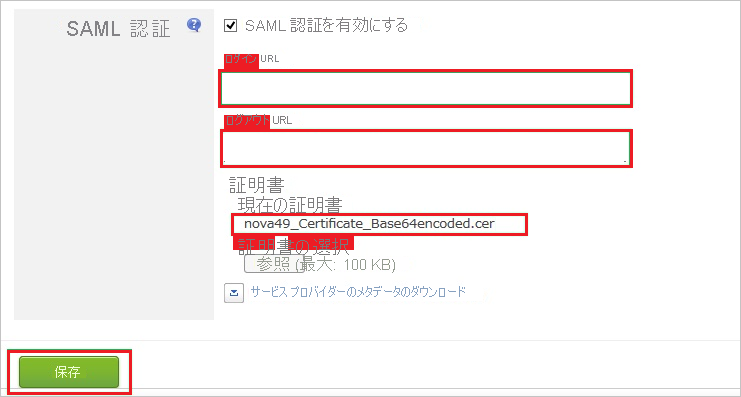 SAML 認証
SAML 認証を有効にする
ログイン URL
ログアウト URL
証明書
現在の証明書
nova49_Certificate_Base64encoded.cer
証明書の選択
参照 (最大: 100 KB)
サービス プロバイダーのメタデータのダウンロード
保存